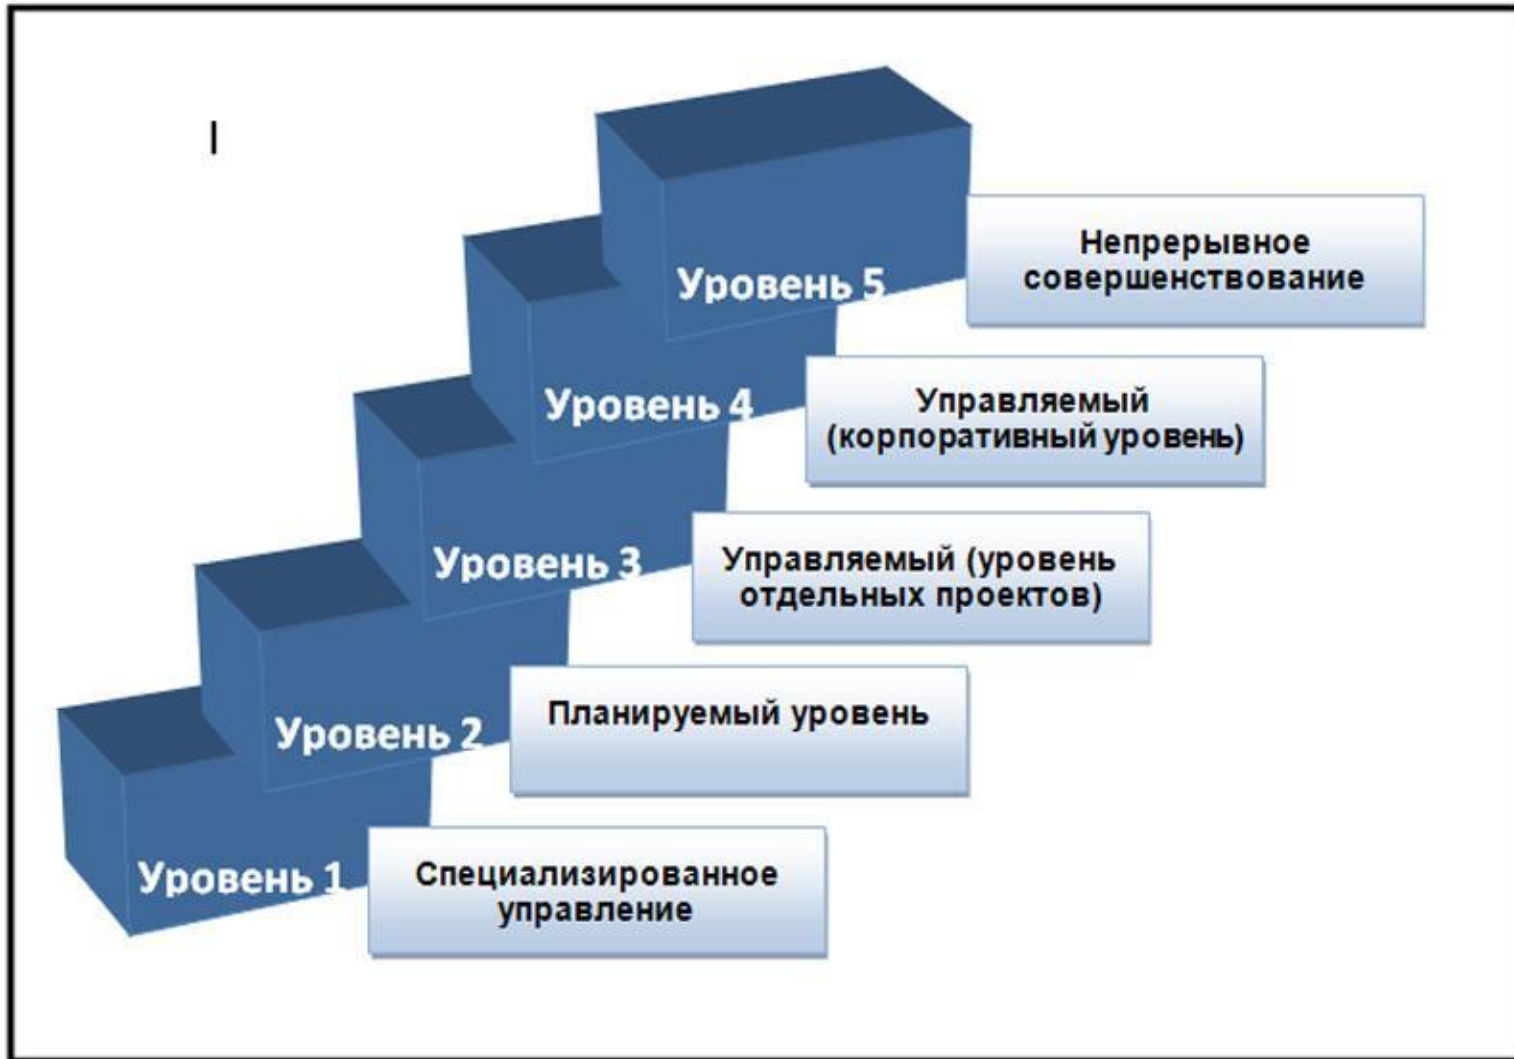 Уровень 5
Непрерывное
совершенствование
Уровень 4
Управляемый
(корпоративный уровень)
Уровень 3
Управляемый (уровень
отдельных проектов)
Уровень 2
Планируемый уровень
Уровень 1
Специализированное
управление